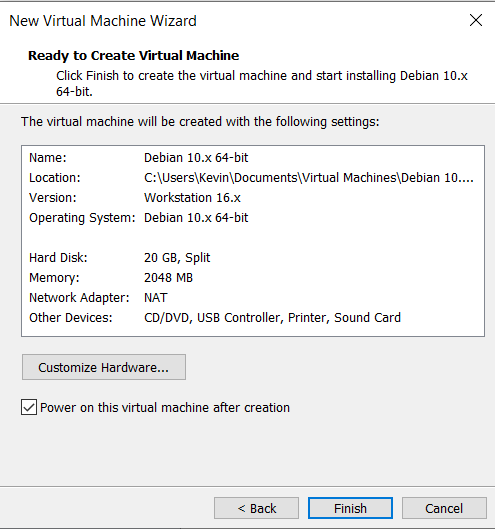 New Virtual Machine Wizard
Ready to Create Virtual Machine
Click Finish to create the virtual machine and start installing Debian 10.x
64-bit.
The virtual machine will be created with the following settings:
Name: Debian 10.x 64-bit
Location: C:\Users\Kevin\Documents\Virtual Machines\Debian 10....
Version: Workstation 16.x
Operating System: Debian 10.x 64-bit
Hard Disk: 20 GB, Split
Memory: 2048 MB
Network Adapter: NAT
Other Devices: CD/DVD, USB Controller, Printer, Sound Card
Customize Hardware...
Power on this virtual machine after creation
< Back Finish Cancel